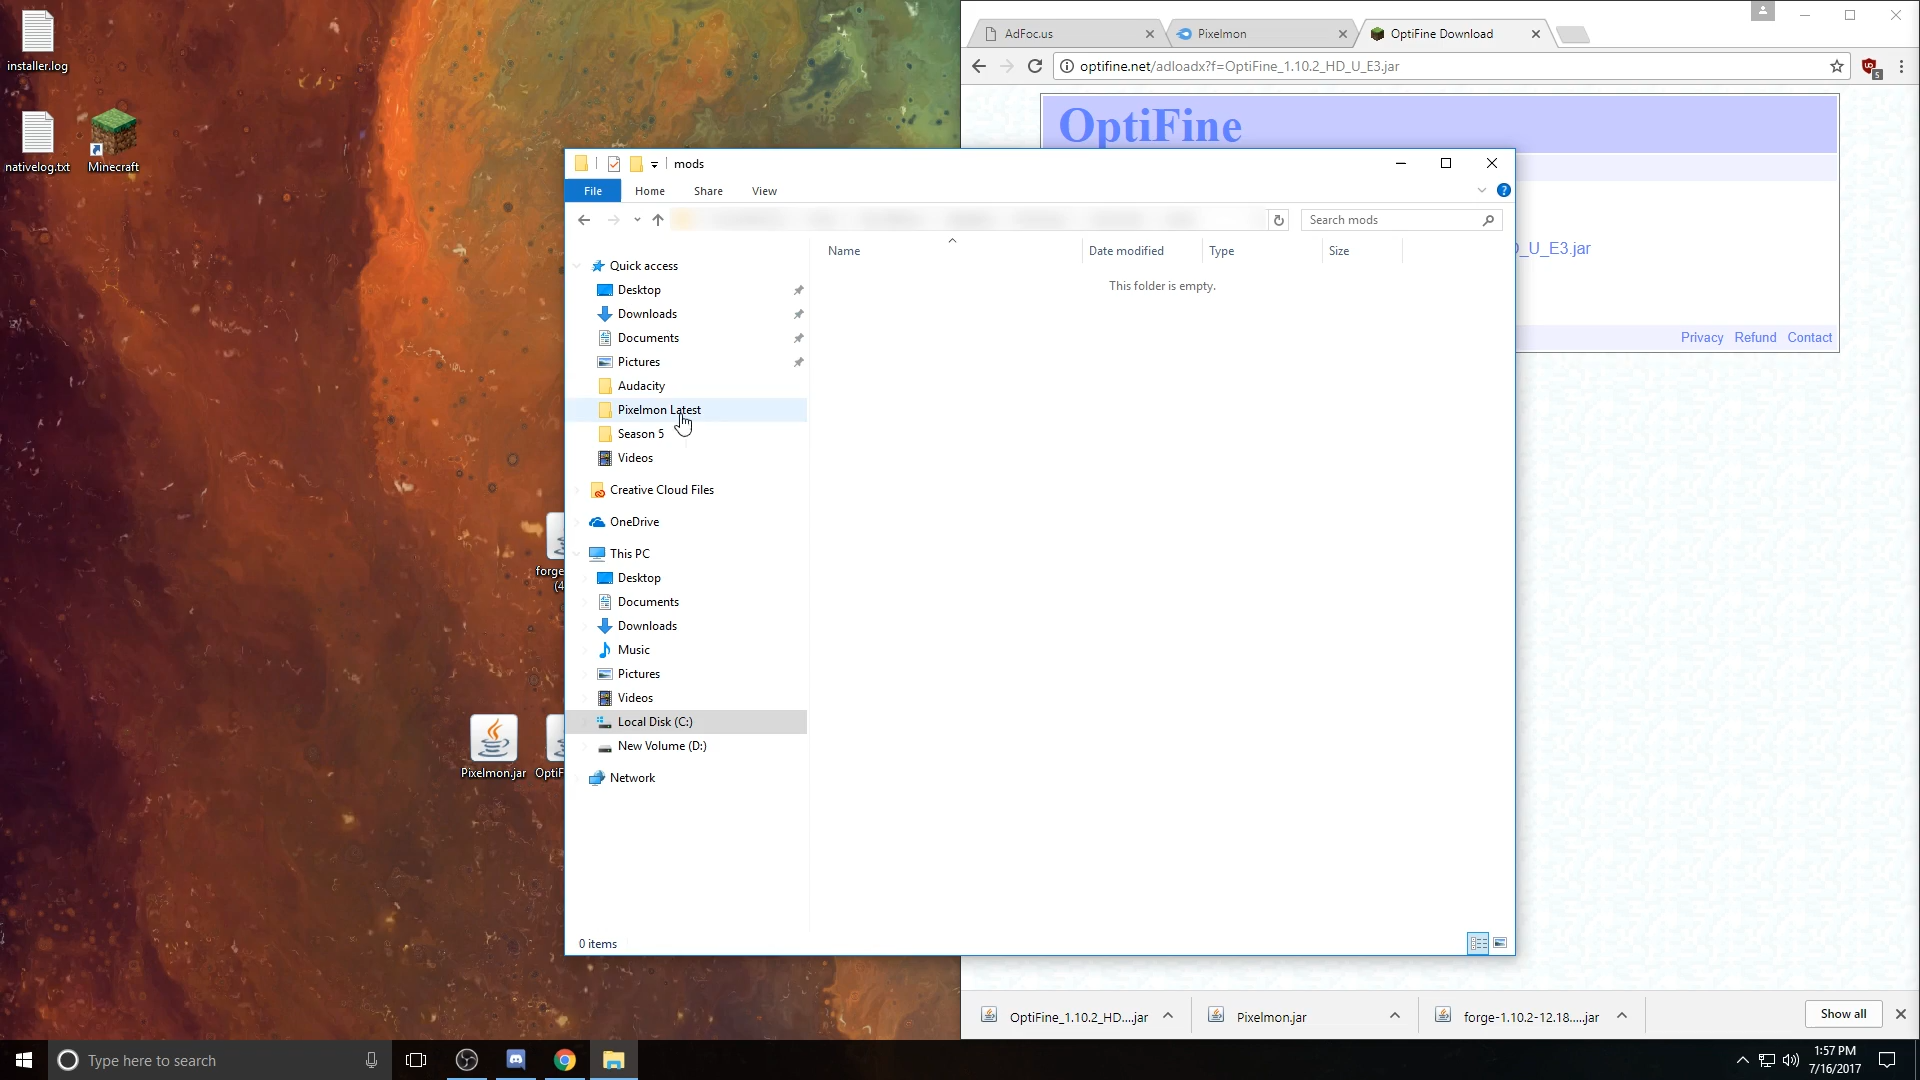 installer.log
nativelog.txt
Minecraft
forge
(4
Pixelmon.jar
OptiF
AdFoc.us
Pixelmon
OptiFine Download
optifine.net/adloadx?f=OptiFine_1.10.2_HD_U_E3.jar
5
OptiFine
_U_E3.jar
Privacy Refund Contact
mods
File Home Share View
Search mods
Name Date modified Type Size
This folder is empty.
Quick access
Desktop
Downloads
Documents
Pictures
Audacity
Pixelmon Latest
Season 5
Videos
Creative Cloud Files
OneDrive
This PC
Desktop
Documents
Downloads
Music
Pictures
Videos
Local Disk (C:)
New Volume (D:)
Network
0 items
OptiFine_1.10.2_HD....jar
Pixelmon.jar
forge-1.10.2-12.18.....jar
Show all
Type here to search
1:57 PM
7/16/2017